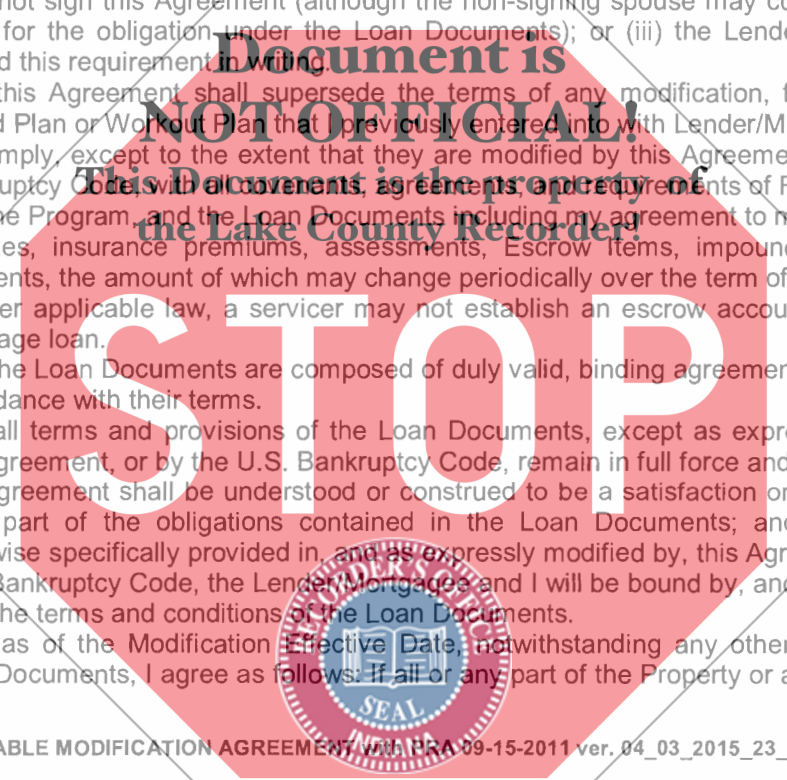 not sign this Agreement (although the non-signing spouse may co
for the obligation under the Loan Documents); or (iii) the Lende
d this requirement in writing.
Document is
this Agreement shall supersede the terms of any modification, f
NOT OFFICIAL!
d Plan or Workout Plan that I previously entered into with Lender/M
mply, except to the extent that they are modified by this Agreeme
This Document is the property of
uptcy Code, with all covenants, agreements, and requirements of F
he Program, and the Loan Documents including my agreement to m
the Lake County Recorder!
es, insurance premiums, assessments, Escrow Items, impoun
ents, the amount of which may change periodically over the term of
er applicable law, a servicer may not establish an escrow accou
age loan.
STOP
he Loan Documents are composed of duly valid, binding agreemen
dance with their terms.
all terms and provisions of the Loan Documents, except as expre
greement, or by the U.S. Bankruptcy Code, remain in full force and
greement shall be understood or construed to be a satisfaction or
part of the obligations contained in the Loan Documents; and
wise specifically provided in, and as expressly modified by, this Agr
Bankruptcy Code, the Lender/Mortgagee and I will be bound by, and
he terms and conditions of the Loan Documents.
as of the Modification Effective Date, notwithstanding any other
Documents, I agree as follows: If all or any part of the Property or a
RECORDER'S OFFICE
SEAL
INDIANA
ABLE MODIFICATION AGREEMENT with PRA 09-15-2011 ver. 04_03_2015_23_